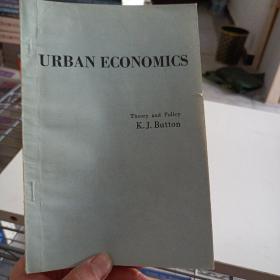 URBAN ECONOMICS
Theory and Policy
K. J. Button